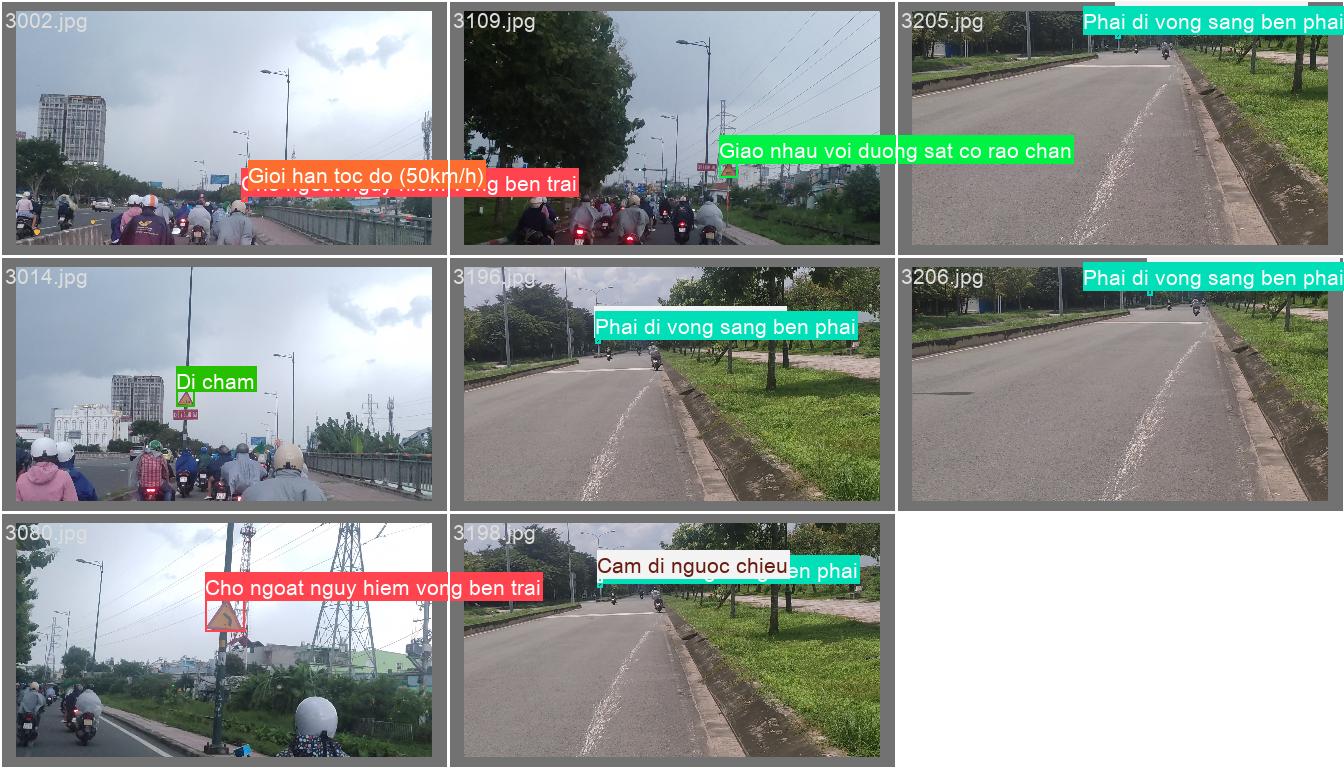 3002.jpg
Gioi han toc do (50km/h)
g ben trai
3109.jpg
Giao nhau voi duong sat co rao chan
3205.jpg
Phai di vong sang ben phai
3014.jpg
Di cham
3196.jpg
Phai di vong sang ben phai
3206.jpg
Phai di vong sang ben phai
3080.jpg
Cho ngoat nguy hiem vong ben trai
3198.jpg
Cam di nguoc chieu
en phai